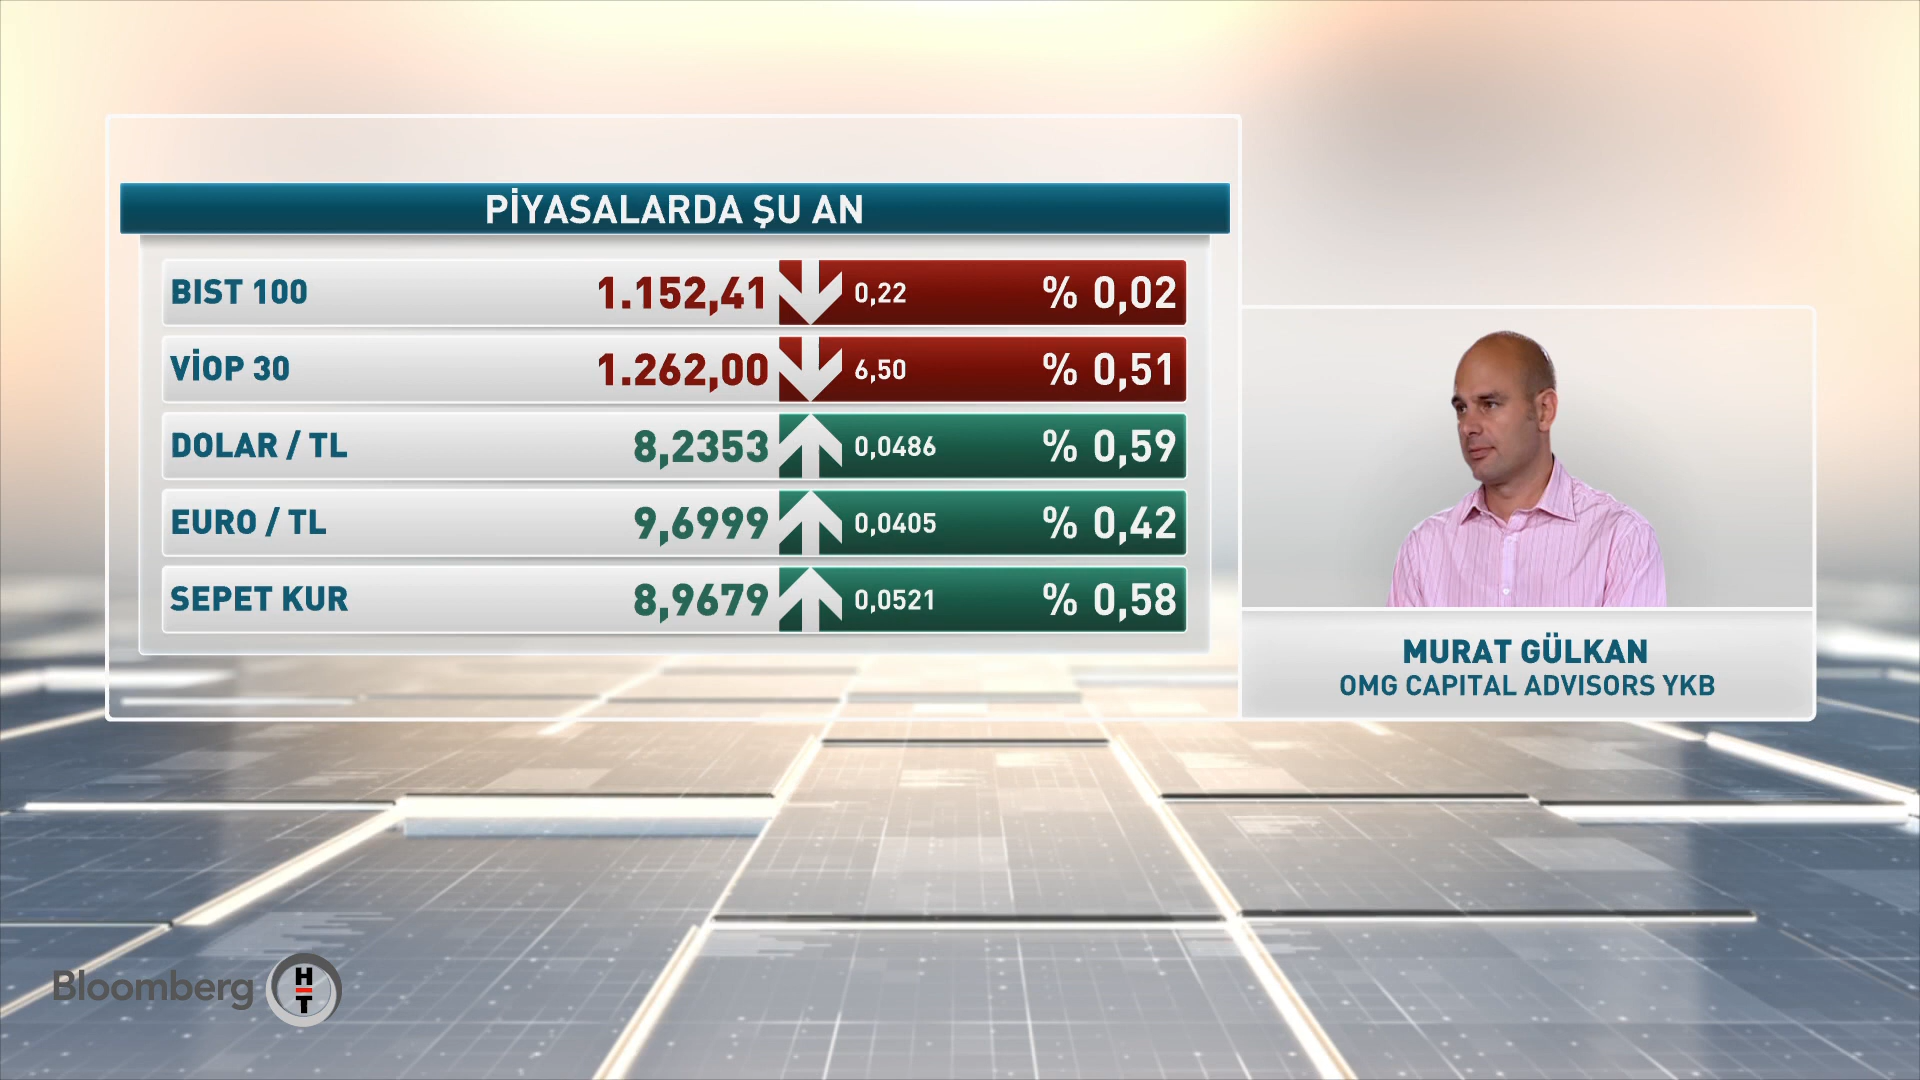 PİYASALARDA ŞU AN
BIST 100 1.152,41 0,22 % 0,02
VİOP 30 1.262,00 6,50 % 0,51
DOLAR / TL 8,2353 0,0486 % 0,59
EURO / TL 9,6999 0,0405 % 0,42
SEPET KUR 8,9679 0,0521 % 0,58
MURAT GÜLKAN
OMG CAPITAL ADVISORS YKB
Bloomberg HT